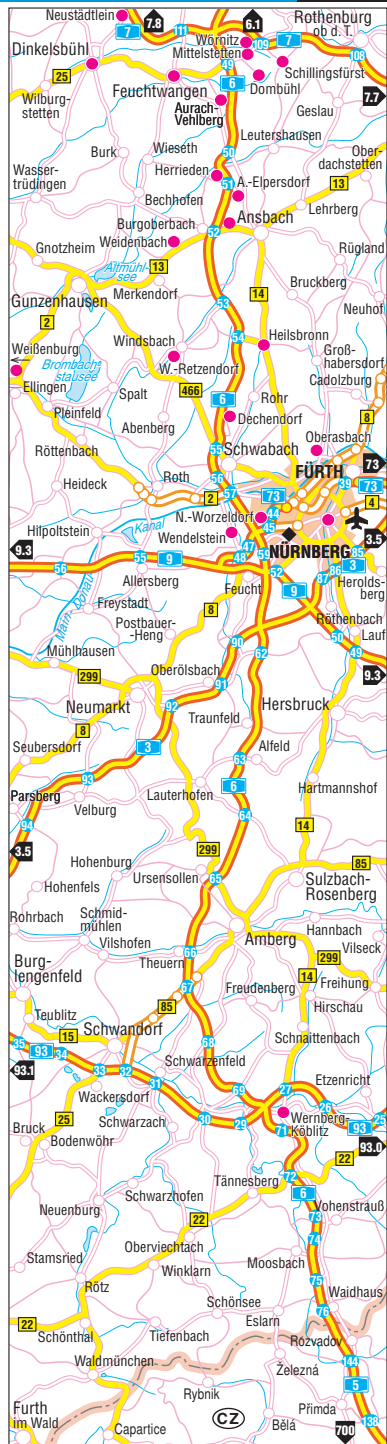 Neustädtlein
7.8
6.1
Rothenburg
ob d. T.
7
111
Wörnitz
109
7
108
Dinkelsbühl
Mittelstetten
49
Schillingsfürst
25
6
Feuchtwangen
Dombühl
7.7
Wilburg-
stetten
Aurach-
Vehlberg
Geslau
Leutershausen
Burk
Wieseth
50
Ober-
dachstetten
Herrieden
51
A.-Elpersdorf
13
Wasser-
trüdingen
Bechhofen
Lehrberg
Burgoberbach
52
Ansbach
Weidenbach
Gnotzheim
Altmühl-
see
13
Rügland
Merkendorf
14
Bruckberg
Gunzenhausen
53
Neuhof
2
Windsbach
54
Heilsbronn
Weißenburg
←
Brombach-
stausee
W.-Retzendorf
Groß-
habersdorf
Ellingen
466
6
Rohr
Cadolzburg
Spalt
Dechendorf
8
Pleinfeld
Abenberg
Oberasbach
Röttenbach
55
Schwabach
73
Roth
56
FÜRTH
39
73
Heideck
2
57
73
4
N.-Worzeldorf
44
45
Hilpoltstein
Kanal
Wendelstein
3.5
9.3
47
NÜRNBERG
85
55
9
48
59
86
3
56
52
87
Allersberg
Feucht
9
Herolds-
berg
Main-Donau
Freystadt
8
Röthenbach
Postbauer-
-Heng
90
50
Lauf
Mühlhausen
62
49
299
Oberölsbach
91
9.3
Neumarkt
92
Hersbruck
8
Traunfeld
3
Seubersdorf
63
Alfeld
93
6
Hartmannshof
Parsberg
Lauterhofen
Velburg
64
94
14
3.5
299
85
Hohenburg
Ursensollen
65
Hohenfels
Sulzbach-
Rosenberg
Rohrbach
Schmid-
mühlen
Hannbach
Amberg
Vilshofen
66
Vilseck
Burg-
lengenfeld
Theuern
299
14
67
Freihung
Freudenberg
Teublitz
85
Hirschau
15
Schwandorf
68
Schnaittenbach
35
93
34
93.1
33
32
Schwarzenfeld
Etzenricht
31
69
27
Wackersdorf
26
25
25
30
29
Wernberg-
Köblitz
93
Bruck
Schwarzach
71
93.0
Bodenwöhr
22
72
Tännesberg
6
Schwarzhofen
Neuenburg
73
Vohenstrauß
22
74
Oberviechtach
Moosbach
Stamsried
Winklarn
75
Rötz
Waidhaus
76
Schönsee
22
Eslarn
Schönthal
Tiefenbach
Rozvadov
Waldmünchen
Železná
144
5
Rybnik
Furth
im Wald
Přimda
CZ
138
Capartice
Bělá
700